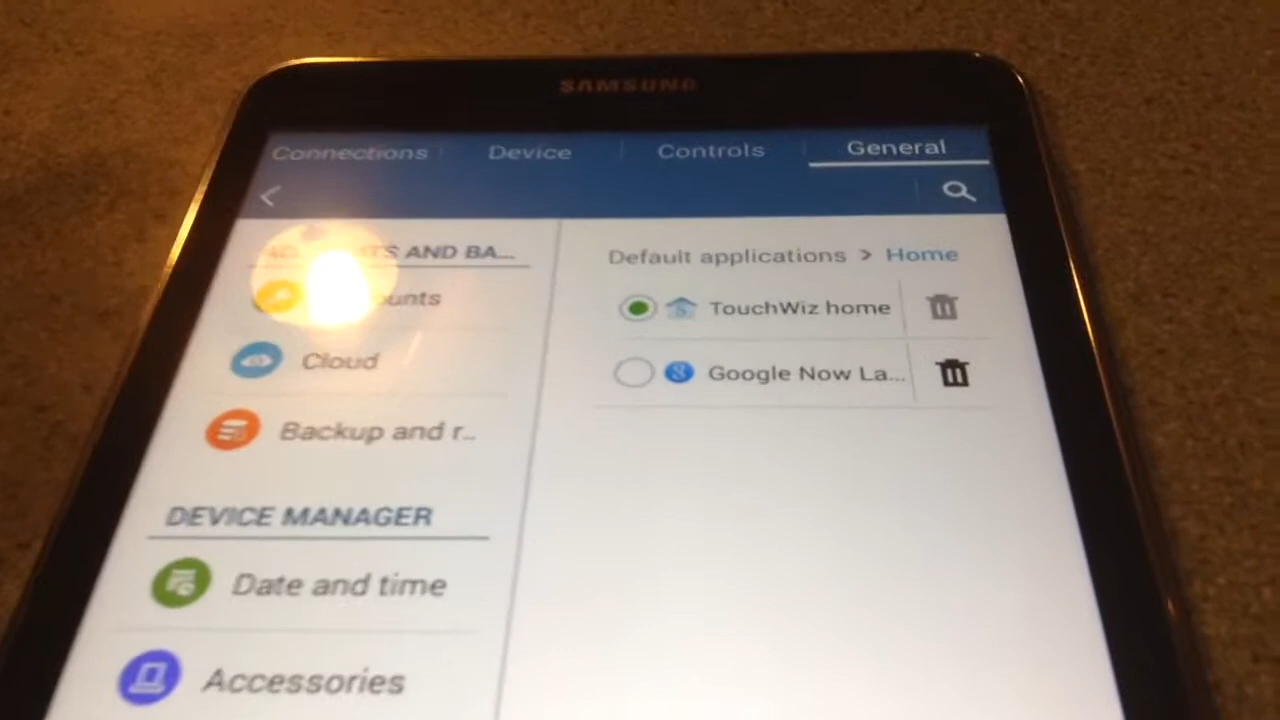 SAMSUNG
Connections Device Controls General
TS AND BA...
unts
Cloud
Backup and r..
DEVICE MANAGER
Date and time
Accessories
Default applications > Home
TouchWiz home
Google Now La...